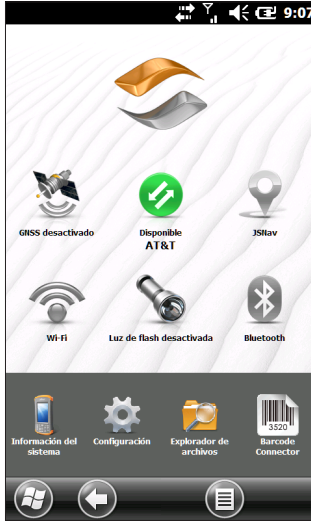 9:07
GNSS desactivado
Disponible
AT&T
JSNav
Wi-Fi
Luz de flash desactivada
Bluetooth
Información del
sistema
Configuración
Explorador de
archivos
3520
Barcode
Connector